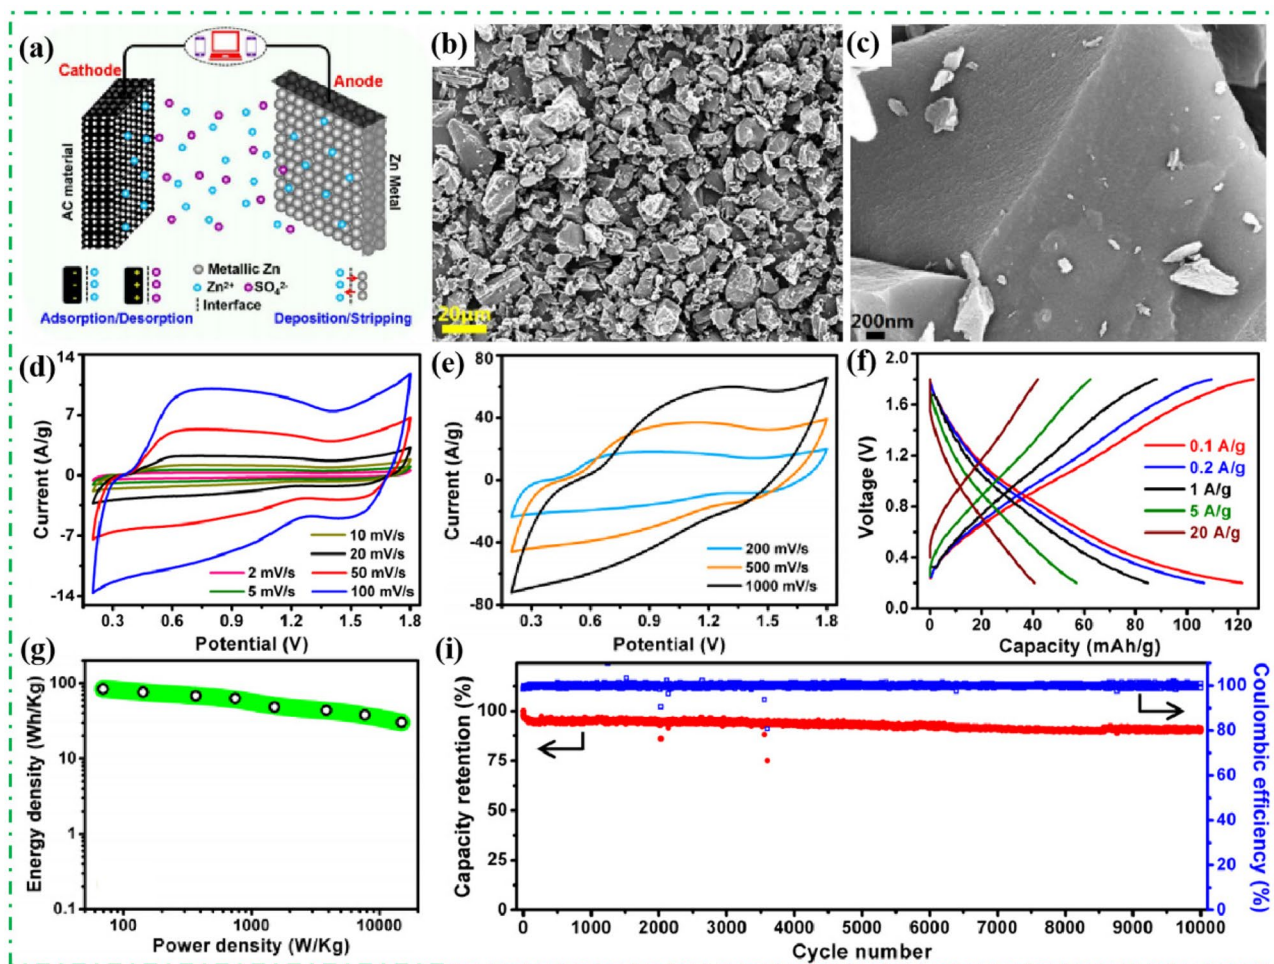 (a)
Cathode
Anode
AC material
Zn Metal
- - -
+ + +
Metallic Zn
Zn²⁺
SO₄²⁻
Interface
Adsorption/Desorption
Deposition/Stripping
(b)
20μm
(c)
200nm
(d)
Current (A/g)
14
7
0
-7
-14
10 mV/s
20 mV/s
2 mV/s
50 mV/s
5 mV/s
100 mV/s
0.3 0.6 0.9 1.2 1.5 1.8
Potential (V)
(e)
Current (A/g)
80
40
0
-40
-80
200 mV/s
500 mV/s
1000 mV/s
0.3 0.6 0.9 1.2 1.5 1.8
Potential (V)
(f)
Voltage (V)
2.0
1.6
1.2
0.8
0.4
0.0
0.1 A/g
0.2 A/g
1 A/g
5 A/g
20 A/g
0 20 40 60 80 100 120
Capacity (mAh/g)
(g)
Energy density (Wh/Kg)
100
10
1
0.1
100 1000 10000
Power density (W/Kg)
(i)
Capacity retention (%)
100
75
50
25
0
Coulombic efficiency (%)
100
80
60
40
20
0
0 1000 2000 3000 4000 5000 6000 7000 8000 9000 10000
Cycle number